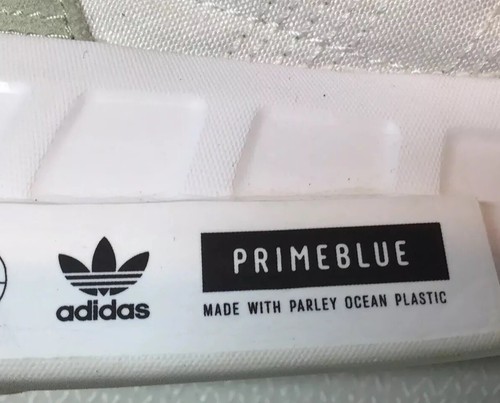 adidas
PRIMEBLUE
MADE WITH PARLEY OCEAN PLASTIC